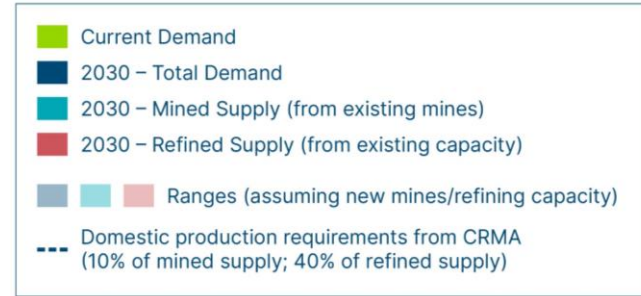 Current Demand
2030 – Total Demand
2030 – Mined Supply (from existing mines)
2030 – Refined Supply (from existing capacity)
Ranges (assuming new mines/refining capacity)
Domestic production requirements from CRMA
(10% of mined supply; 40% of refined supply)